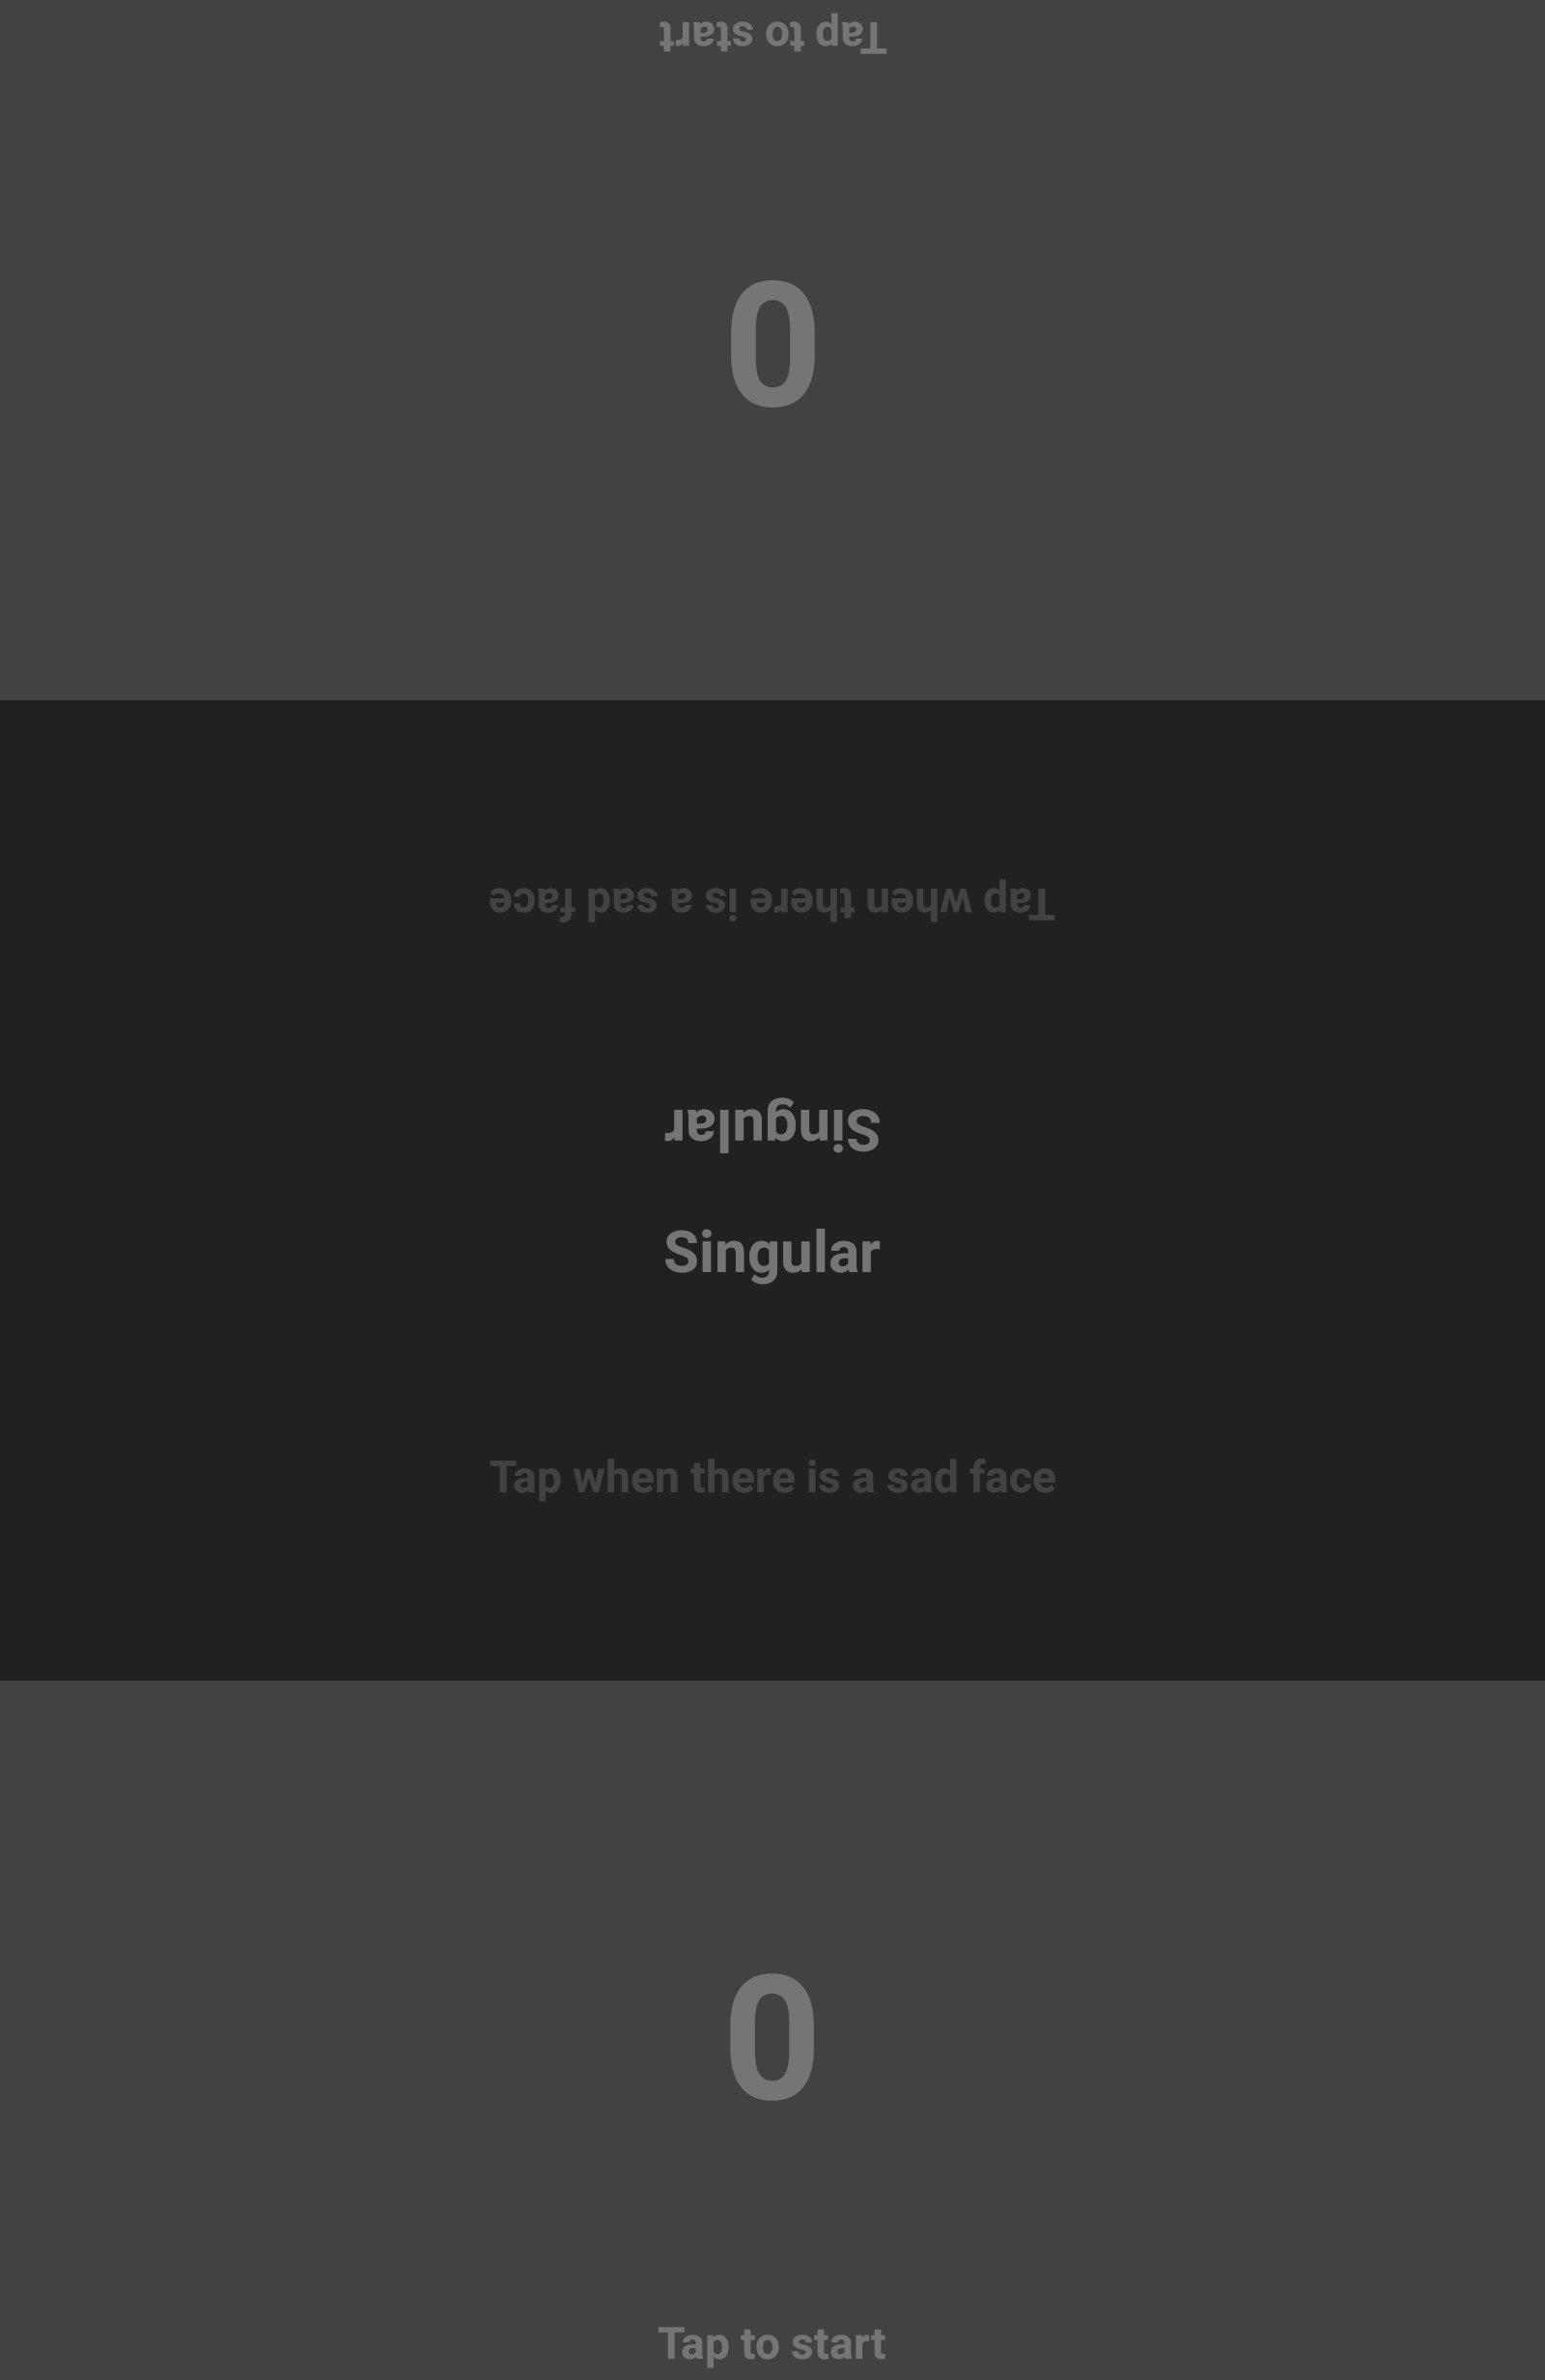 Tap to start
0
Tap when there is a sad face
Singular
Singular
Tap when there is a sad face
0
Tap to start